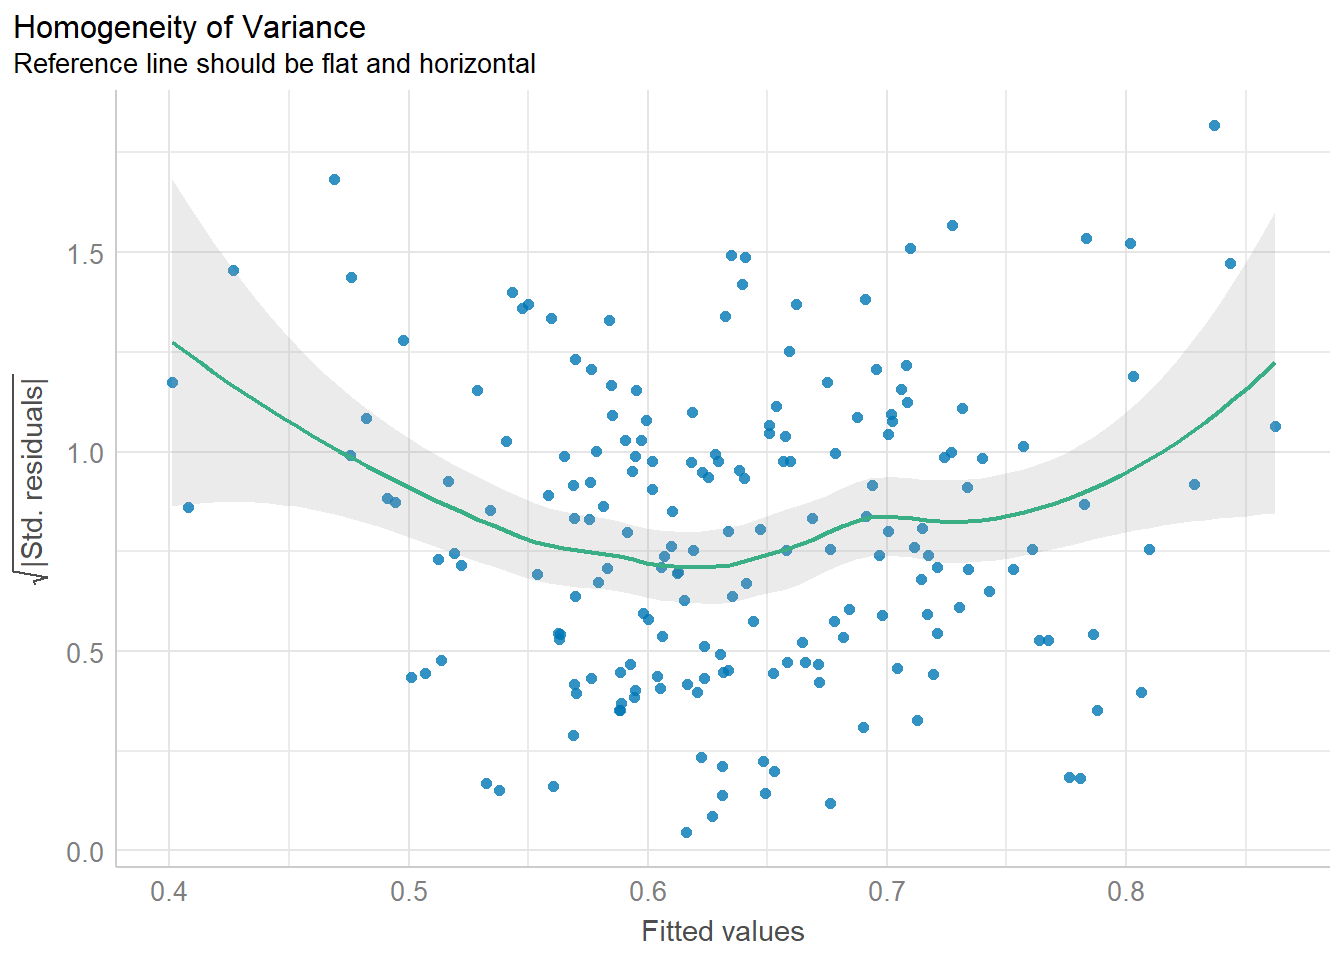 Homogeneity of Variance
Reference line should be flat and horizontal
√|Std. residuals|
1.5
1.0
0.5
0.0
0.4 0.5 0.6 0.7 0.8
Fitted values